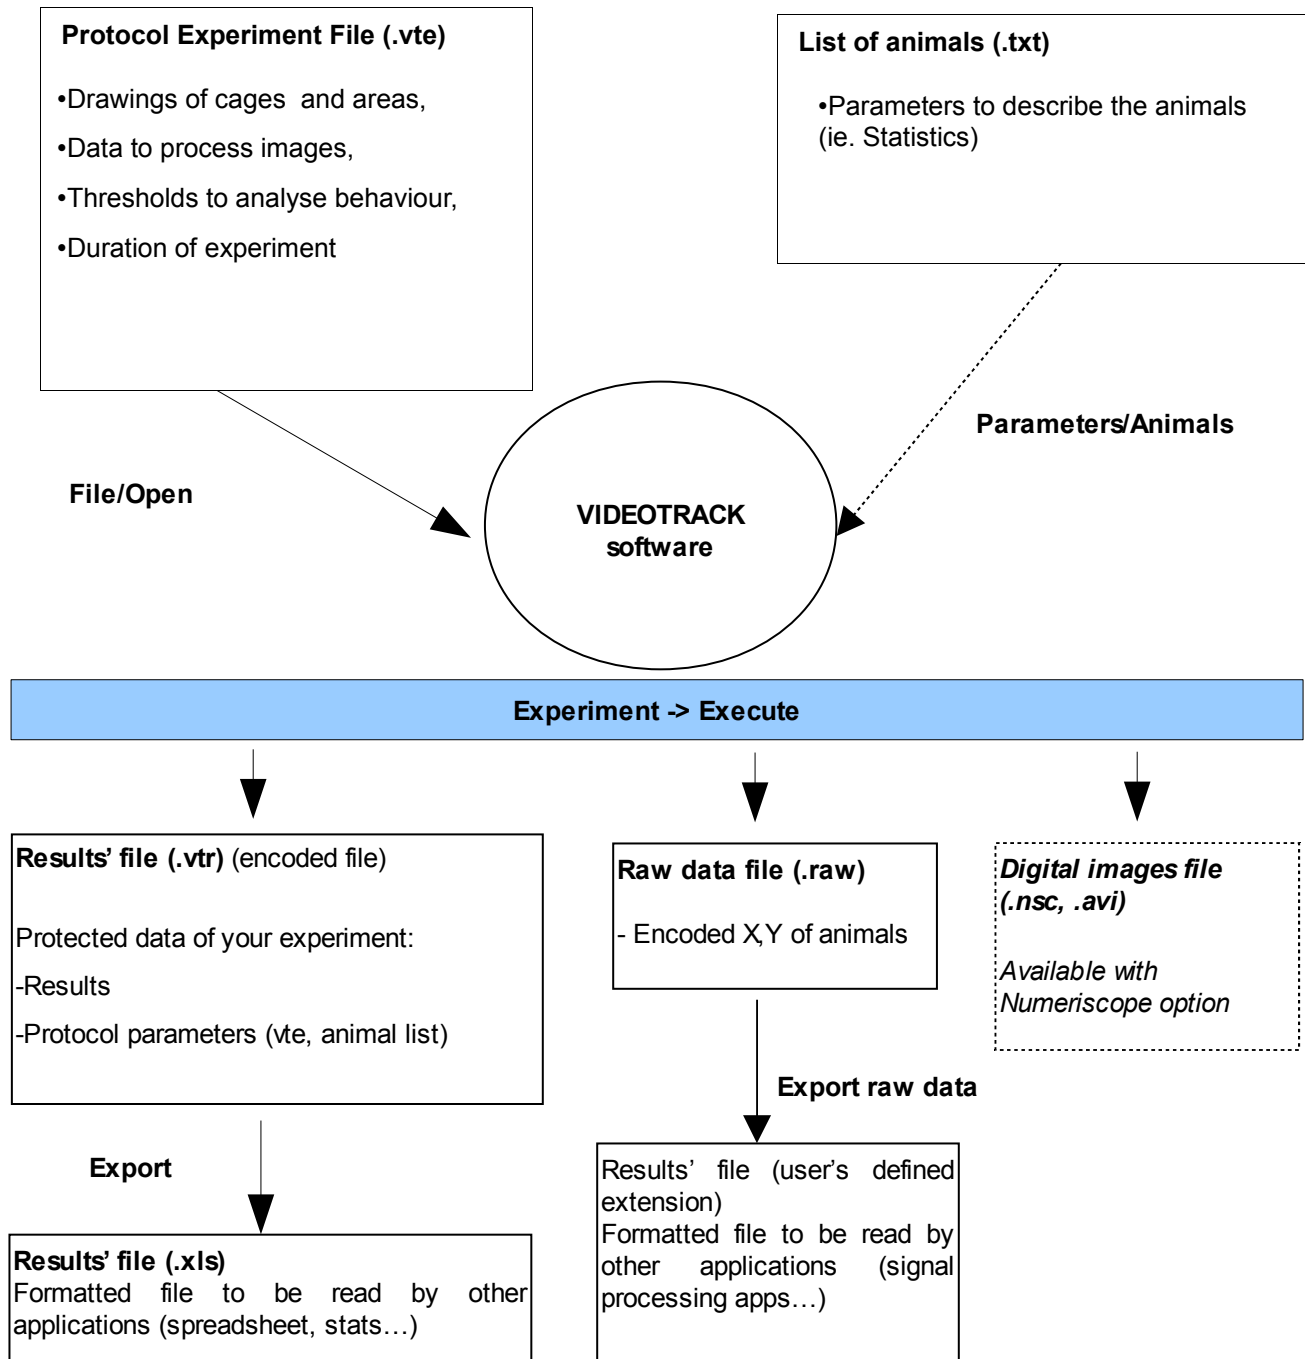 Protocol Experiment File (.vte)
•Drawings of cages and areas,
•Data to process images,
•Thresholds to analyse behaviour,
•Duration of experiment
List of animals (.txt)
•Parameters to describe the animals
(ie. Statistics)
File/Open
Parameters/Animals
VIDEOTRACK
software
Experiment -> Execute
Results’ file (.vtr) (encoded file)
Protected data of your experiment:
-Results
-Protocol parameters (vte, animal list)
Raw data file (.raw)
- Encoded X,Y of animals
Digital images file
(.nsc, .avi)
Available with
Numeriscope option
Export
Export raw data
Results’ file (.xls)
Formatted file to be read by other
applications (spreadsheet, stats…)
Results’ file (user’s defined
extension)
Formatted file to be read by
other applications (signal
processing apps…)